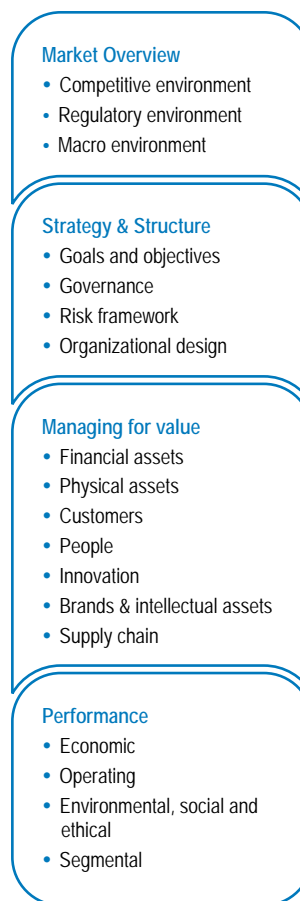 Market Overview
• Competitive environment
• Regulatory environment
• Macro environment
Strategy & Structure
• Goals and objectives
• Governance
• Risk framework
• Organizational design
Managing for value
• Financial assets
• Physical assets
• Customers
• People
• Innovation
• Brands & intellectual assets
• Supply chain
Performance
• Economic
• Operating
• Environmental, social and
ethical
• Segmental